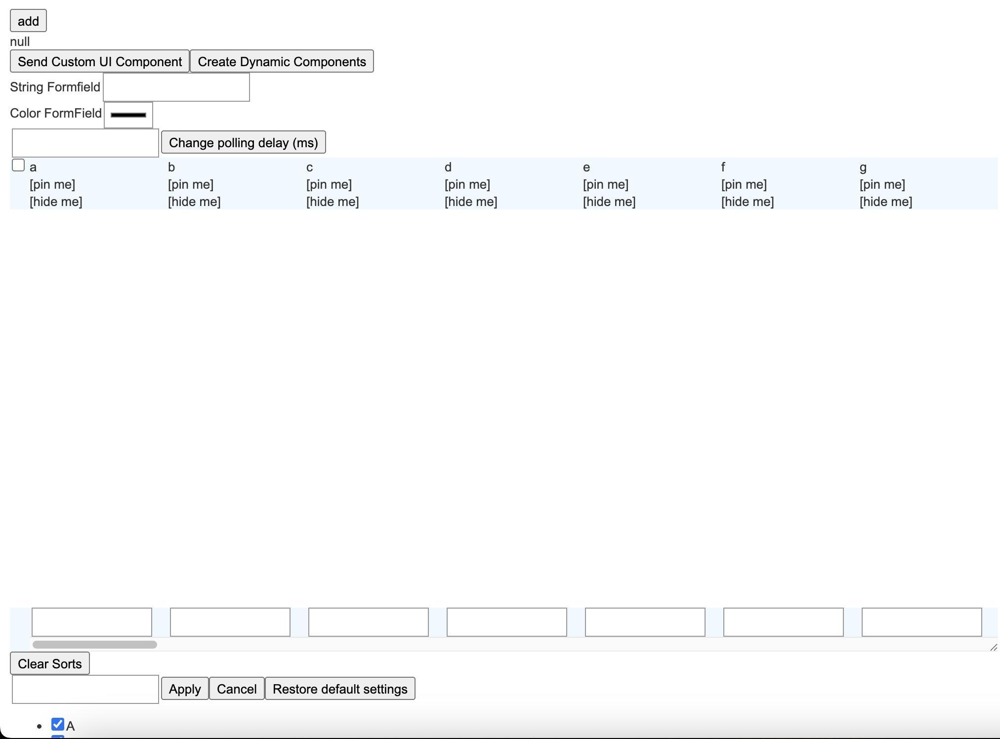 add
null
Send Custom UI Component Create Dynamic Components
String Formfield
Color FormField
Change polling delay (ms)
a b c d e f g
[pin me] [pin me] [pin me] [pin me] [pin me] [pin me] [pin me]
[hide me] [hide me] [hide me] [hide me] [hide me] [hide me] [hide me]
Clear Sorts
Apply Cancel Restore default settings
A